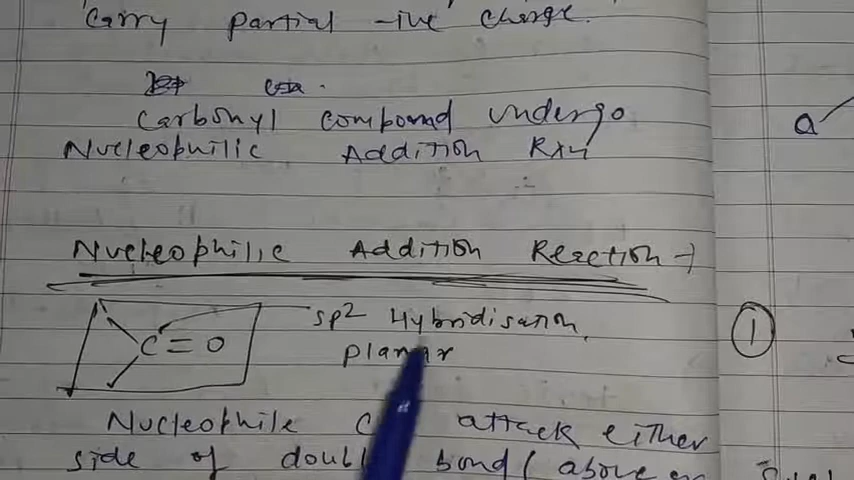 Carry partial -ive charge.
Carbonyl compound undergo
Nucleophilic Addition Rxn
Nucleophilic Addition Reaction →
C = O sp2 Hybridisation,
planar
①
a
Nucleophile attack either
side of bond ( above